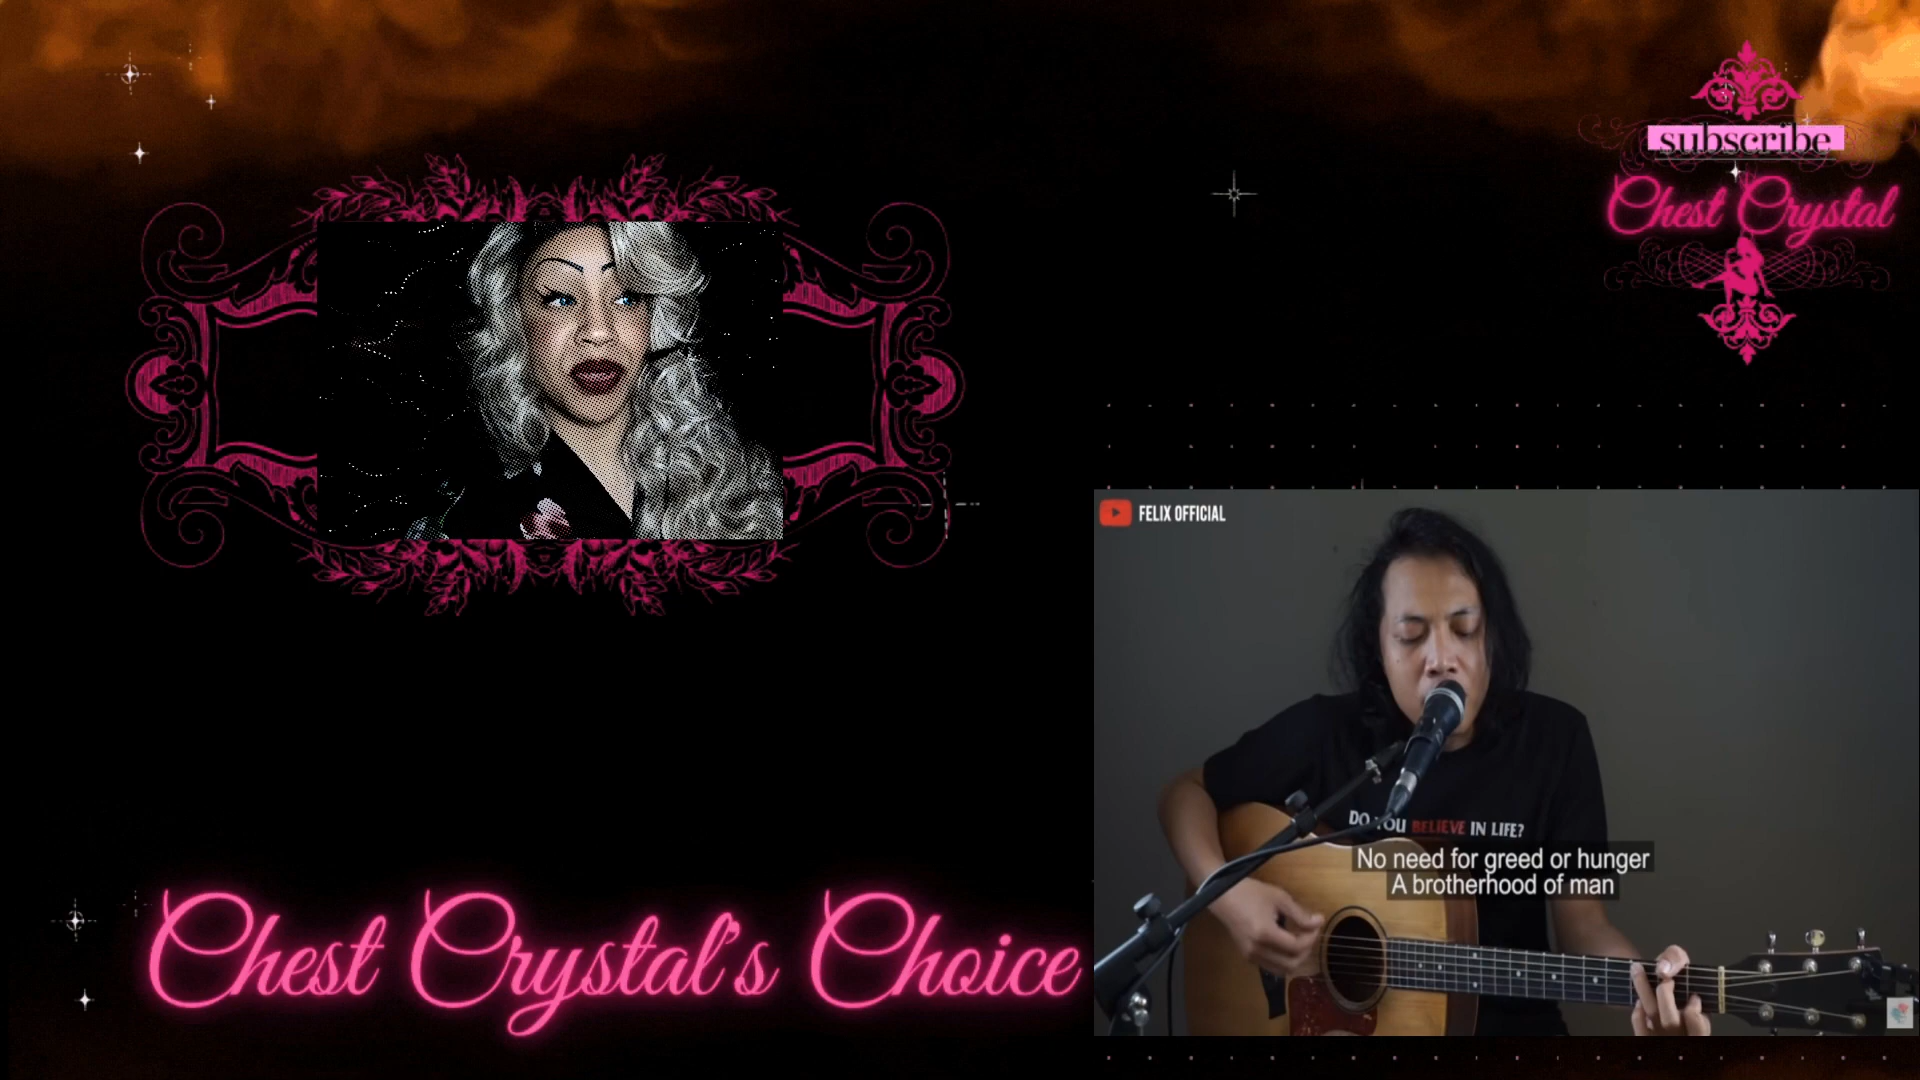 subscribe
Chest Crystal
FELIX OFFICIAL
DO YOU BELIEVE IN LIFE?
No need for greed or hunger
A brotherhood of man
Chest Crystal's Choice